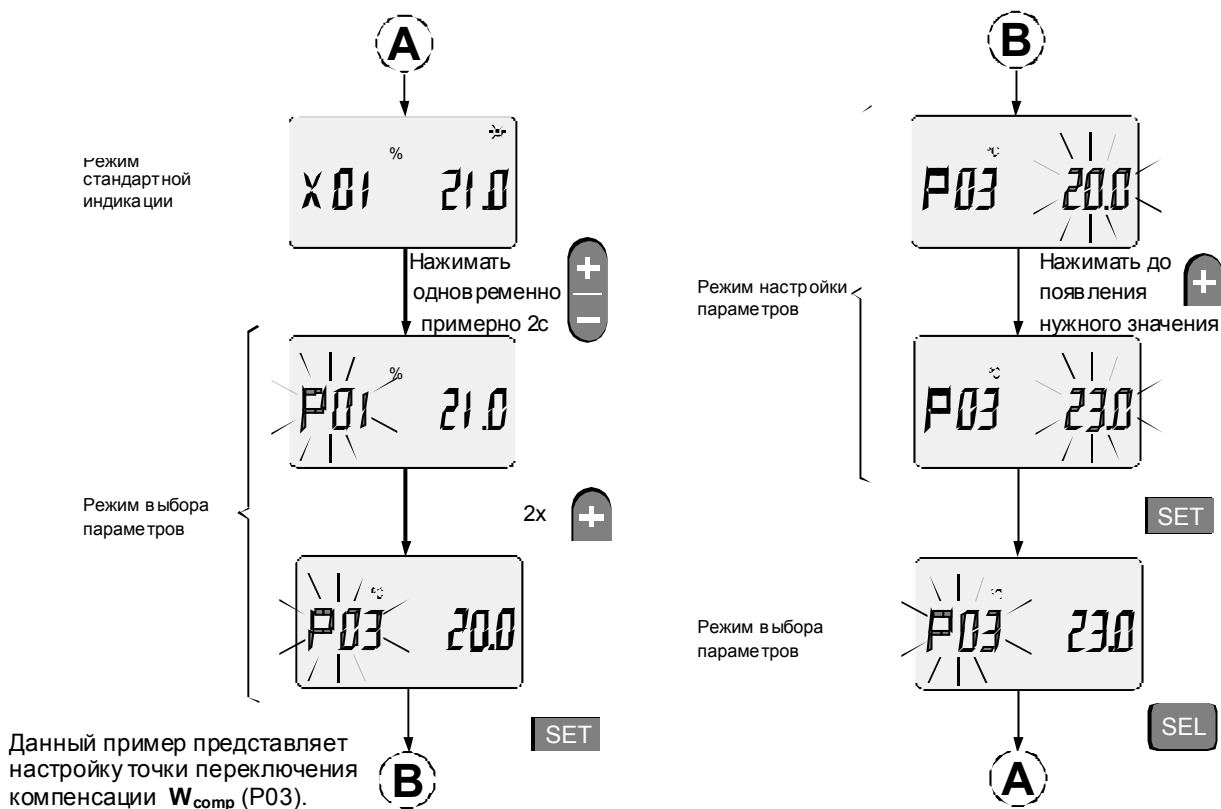 A
Режим
стандартной
индикации
%
X01 21.0
Нажимать
одновременно
примерно 2с
+
−
Режим выбора
параметров
%
P01 21.0
2x +
°C
P03 20.0
SET
B
Данный пример представляет
настройку точки переключения
компенсации Wcomp (P03).
B
°C
P03 20.0
Режим настройки
параметров
Нажимать до
появления
нужного значения
+
°C
P03 23.0
SET
Режим выбора
параметров
°C
P03 23.0
SEL
A